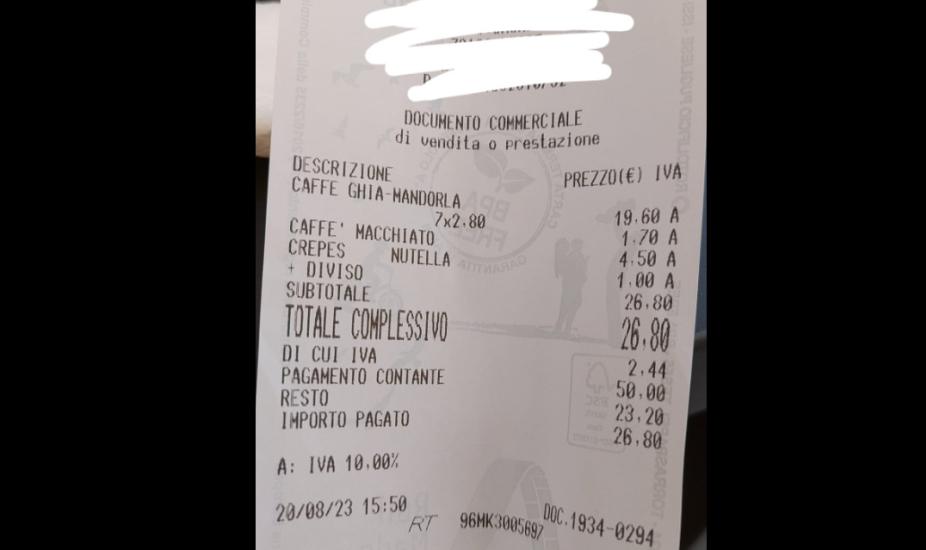 DOCUMENTO COMMERCIALE
di vendita o prestazione
DESCRIZIONE PREZZO(€) IVA
CAFFE GHIA-MANDORLA
7x2,80 19,60 A
CAFFE' MACCHIATO 1,70 A
CREPES NUTELLA 4,50 A
+ DIVISO 1,00 A
SUBTOTALE 26,80
TOTALE COMPLESSIVO 26,80
DI CUI IVA 2,44
PAGAMENTO CONTANTE 50,00
RESTO 23,20
IMPORTO PAGATO 26,80
A: IVA 10,00%
20/08/23 15:50 DOC.1934-0294
RT 96MK3005697